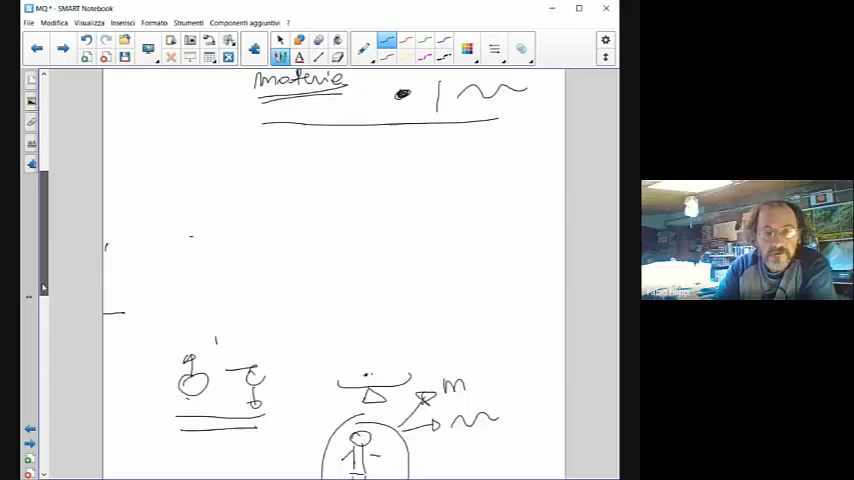 MQ* - SMART Notebook
File Modifica Visualizza Inserisci Formato Strumenti Componenti aggiuntivi ?
materie
m